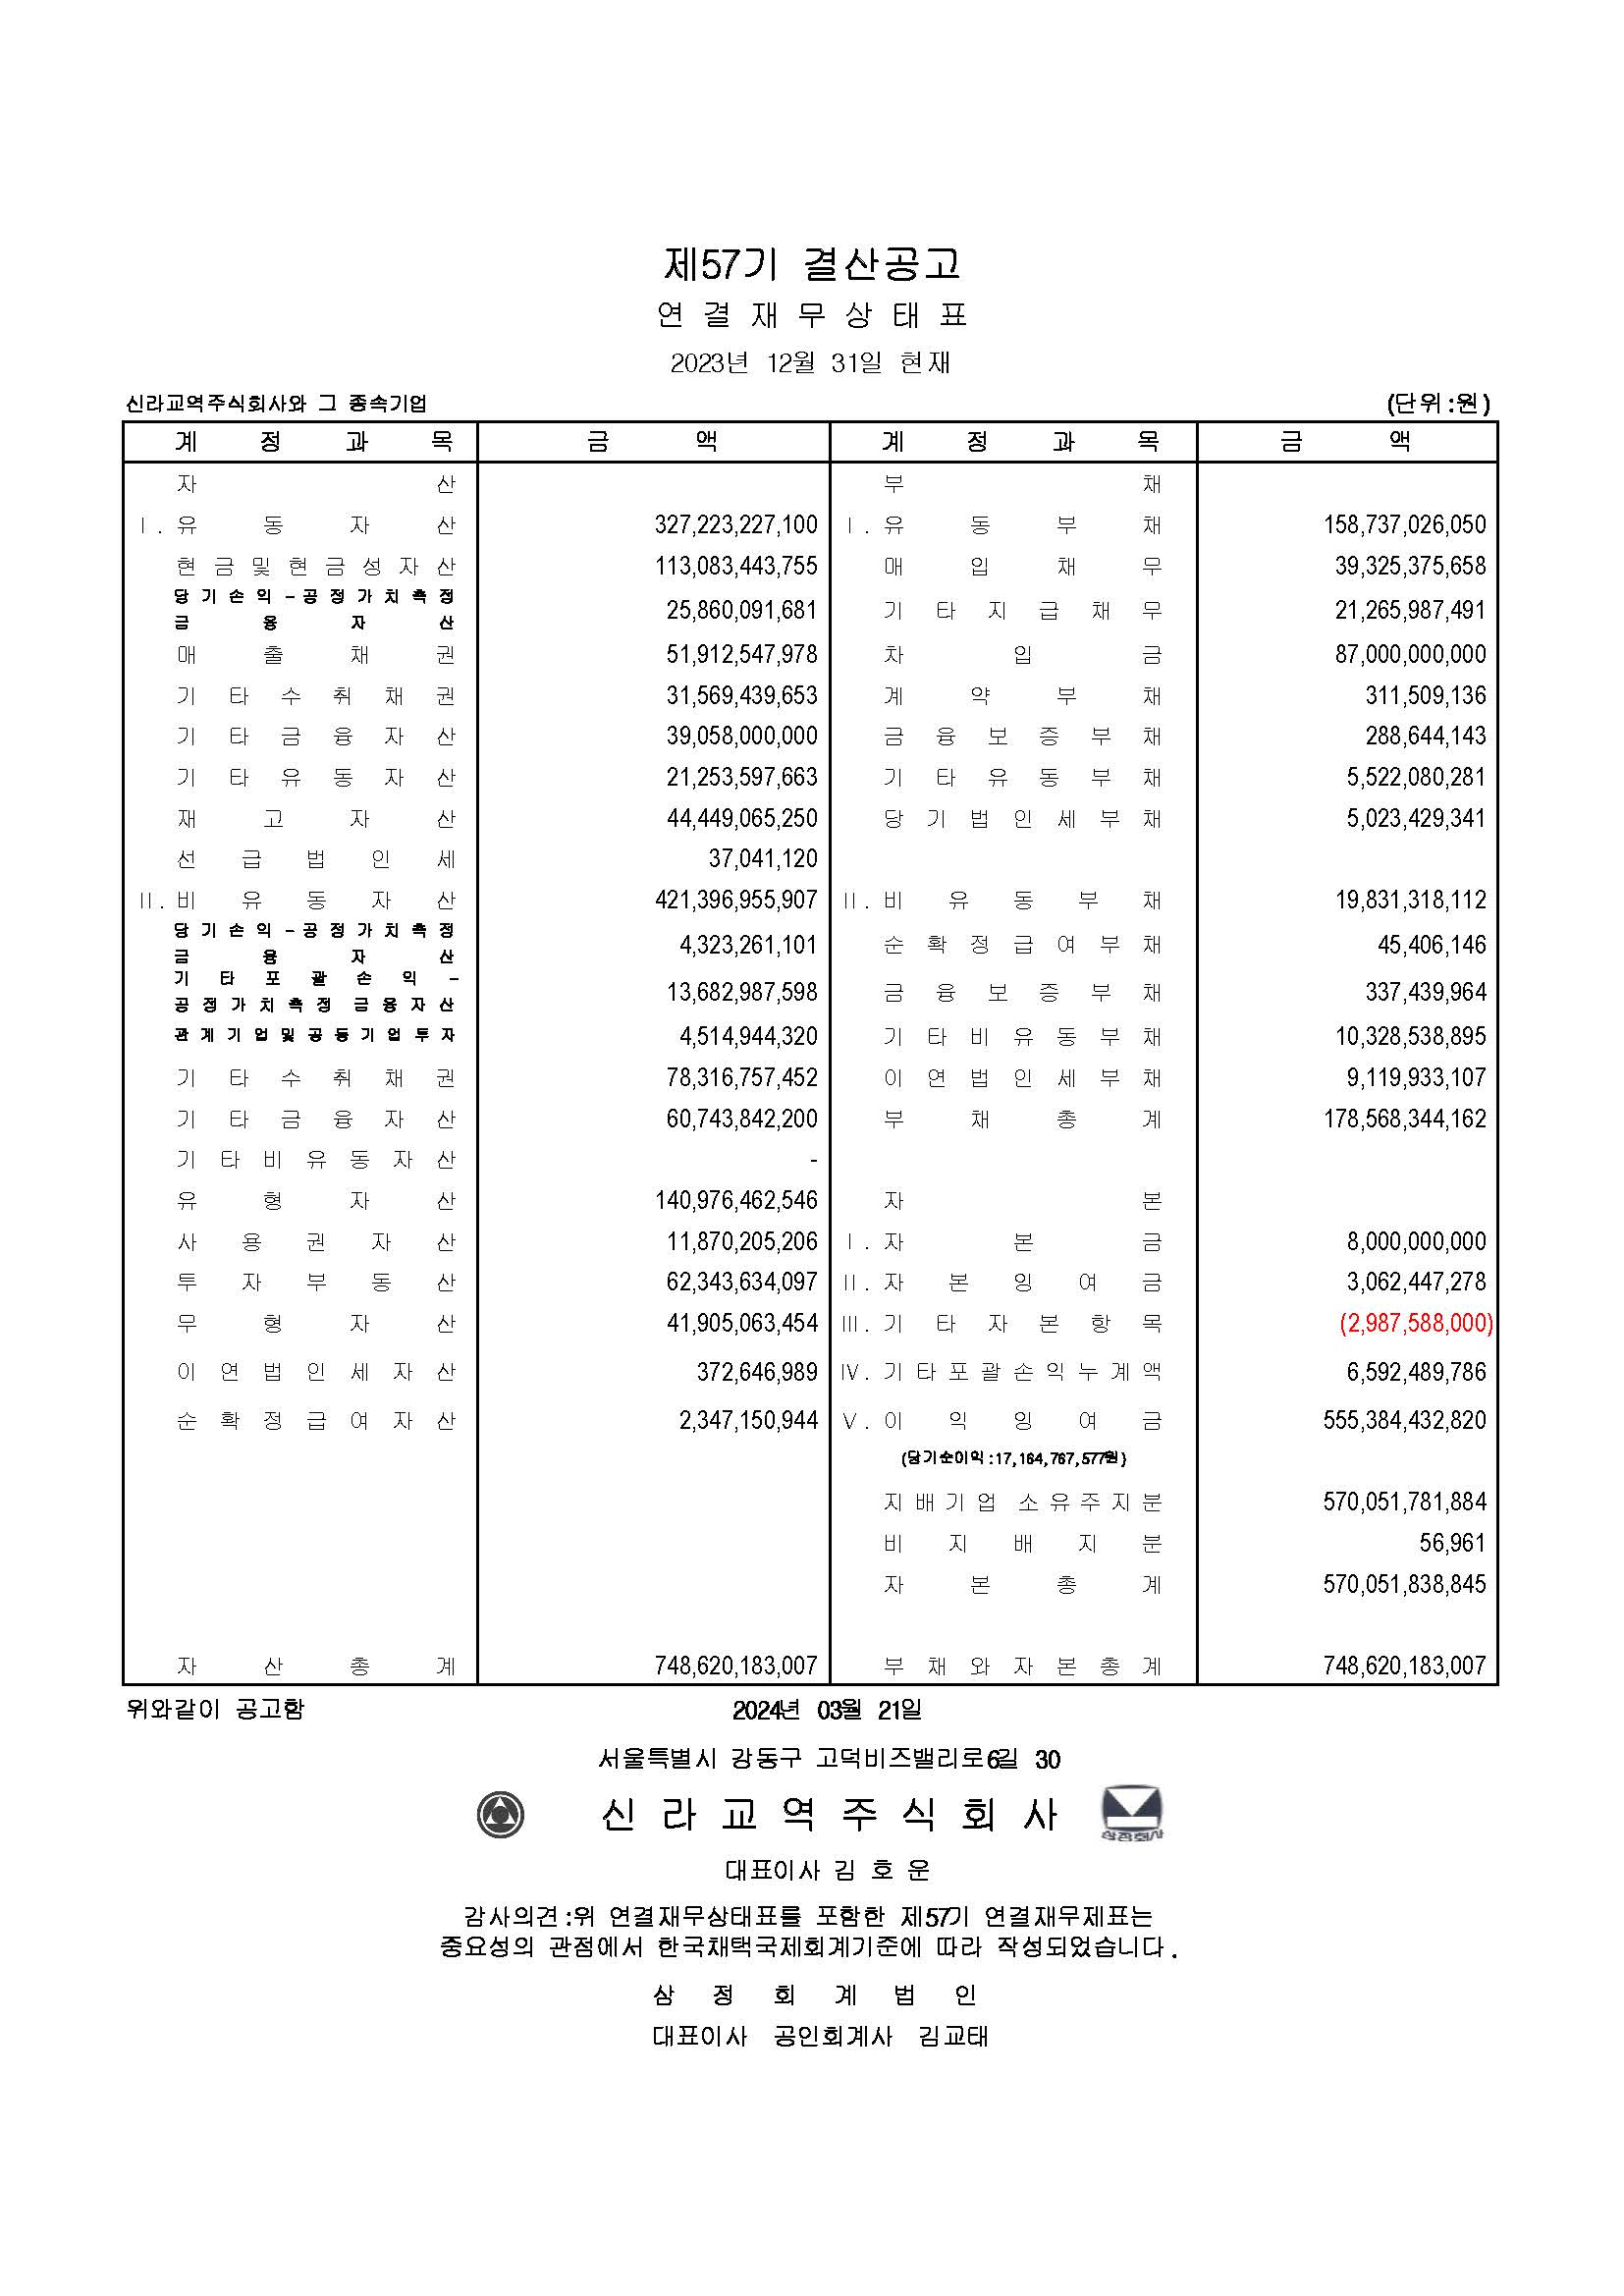 제57기 결산공고
연 결 재 무 상 태 표
2023년 12월 31일 현재
신라교역주식회사와 그 종속기업 (단위:원)
계 정 과 목 금 액 계 정 과 목 금 액
자 산 부 채
Ⅰ. 유 동 자 산 327,223,227,100 Ⅰ. 유 동 부 채 158,737,026,050
현 금 및 현 금 성 자 산 113,083,443,755 매 입 채 무 39,325,375,658
당 기 손 익 - 공 정 가 치 측 정
금 융 자 산 25,860,091,681 기 타 지 급 채 무 21,265,987,491
매 출 채 권 51,912,547,978 차 입 금 87,000,000,000
기 타 수 취 채 권 31,569,439,653 계 약 부 채 311,509,136
기 타 금 융 자 산 39,058,000,000 금 융 보 증 부 채 288,644,143
기 타 유 동 자 산 21,253,597,663 기 타 유 동 부 채 5,522,080,281
재 고 자 산 44,449,065,250 당 기 법 인 세 부 채 5,023,429,341
선 급 법 인 세 37,041,120
Ⅱ. 비 유 동 자 산 421,396,955,907 Ⅱ. 비 유 동 부 채 19,831,318,112
당 기 손 익 - 공 정 가 치 측 정
금 융 자 산 4,323,261,101 순 확 정 급 여 부 채 45,406,146
기 타 포 괄 손 익 -
공 정 가 치 측 정 금 융 자 산 13,682,987,598 금 융 보 증 부 채 337,439,964
관 계 기 업 및 공 동 기 업 투 자 4,514,944,320 기 타 비 유 동 부 채 10,328,538,895
기 타 수 취 채 권 78,316,757,452 이 연 법 인 세 부 채 9,119,933,107
기 타 금 융 자 산 60,743,842,200 부 채 총 계 178,568,344,162
기 타 비 유 동 자 산 -
유 형 자 산 140,976,462,546 자 본
사 용 권 자 산 11,870,205,206 Ⅰ. 자 본 금 8,000,000,000
투 자 부 동 산 62,343,634,097 Ⅱ. 자 본 잉 여 금 3,062,447,278
무 형 자 산 41,905,063,454 Ⅲ. 기 타 자 본 항 목 (2,987,588,000)
이 연 법 인 세 자 산 372,646,989 Ⅳ. 기 타 포 괄 손 익 누 계 액 6,592,489,786
순 확 정 급 여 자 산 2,347,150,944 Ⅴ. 이 익 잉 여 금 555,384,432,820
(당기순이익:17,164,767,577원)
지 배 기 업 소 유 주 지 분 570,051,781,884
비 지 배 지 분 56,961
자 본 총 계 570,051,838,845
자 산 총 계 748,620,183,007 부 채 와 자 본 총 계 748,620,183,007
위와같이 공고함 2024년 03월 21일
서울특별시 강동구 고덕비즈밸리로6길 30
신 라 교 역 주 식 회 사
대표이사 김 호 운
감사의견:위 연결재무상태표를 포함한 제57기 연결재무제표는
중요성의 관점에서 한국채택국제회계기준에 따라 작성되었습니다.
삼 정 회 계 법 인
대표이사 공인회계사 김교태